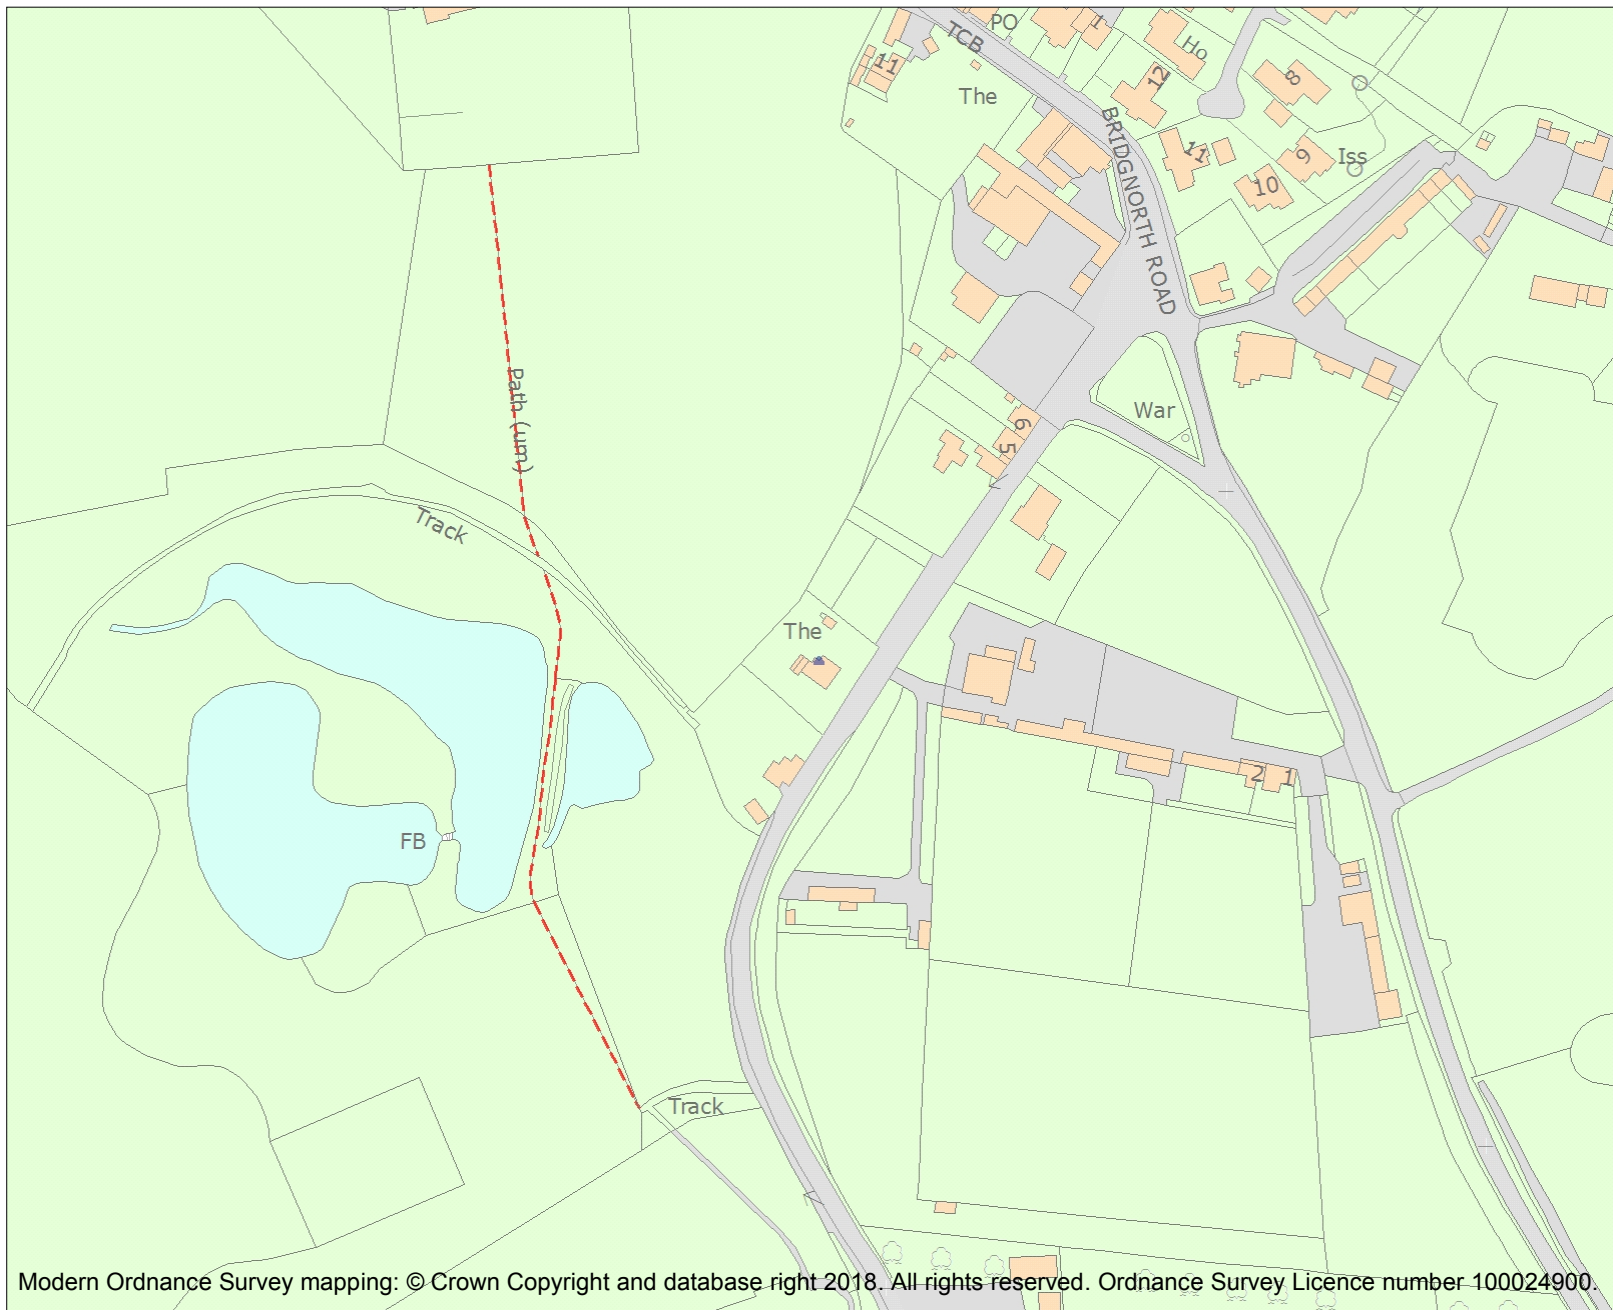 PO
TCB
1
Ho
11
The
12
8
BRIDGNORTH ROAD
11
9
Iss
10
Path (um)
War
6
5
Track
The
2
1
FB
Track
Modern Ordnance Survey mapping: © Crown Copyright and database right 2018. All rights reserved. Ordnance Survey Licence number 100024900.